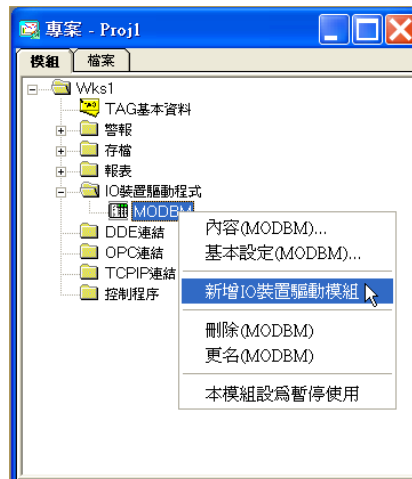 專案 - Proj1
模組 檔案
Wks1
TAG基本資料
警報
存檔
報表
IO裝置驅動程式
MODBM
DDE連結
OPC連結
TCPIP連結
控制程序
內容(MODBM)...
基本設定(MODBM)...
新增IO裝置驅動模組
刪除(MODBM)
更名(MODBM)
本模組設為暫停使用